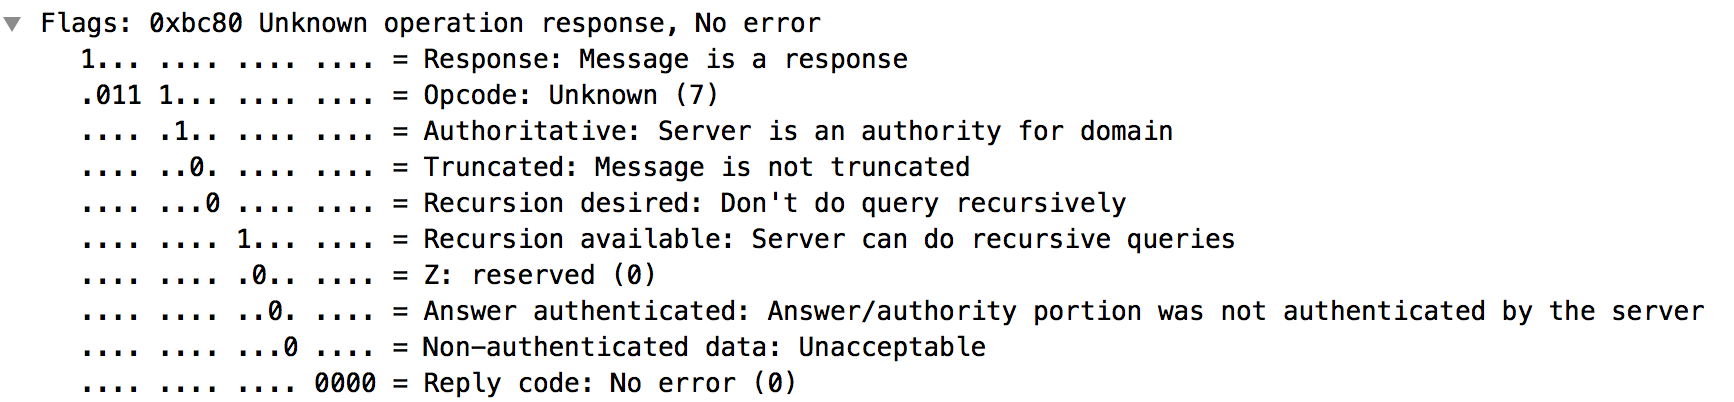 Flags: 0xbc80 Unknown operation response, No error
1... .... .... .... = Response: Message is a response
.011 1... .... .... = Opcode: Unknown (7)
.... .1.. .... .... = Authoritative: Server is an authority for domain
.... ..0. .... .... = Truncated: Message is not truncated
.... ...0 .... .... = Recursion desired: Don't do query recursively
.... .... 1... .... = Recursion available: Server can do recursive queries
.... .... .0.. .... = Z: reserved (0)
.... .... ..0. .... = Answer authenticated: Answer/authority portion was not authenticated by the server
.... .... ...0 .... = Non-authenticated data: Unacceptable
.... .... .... 0000 = Reply code: No error (0)